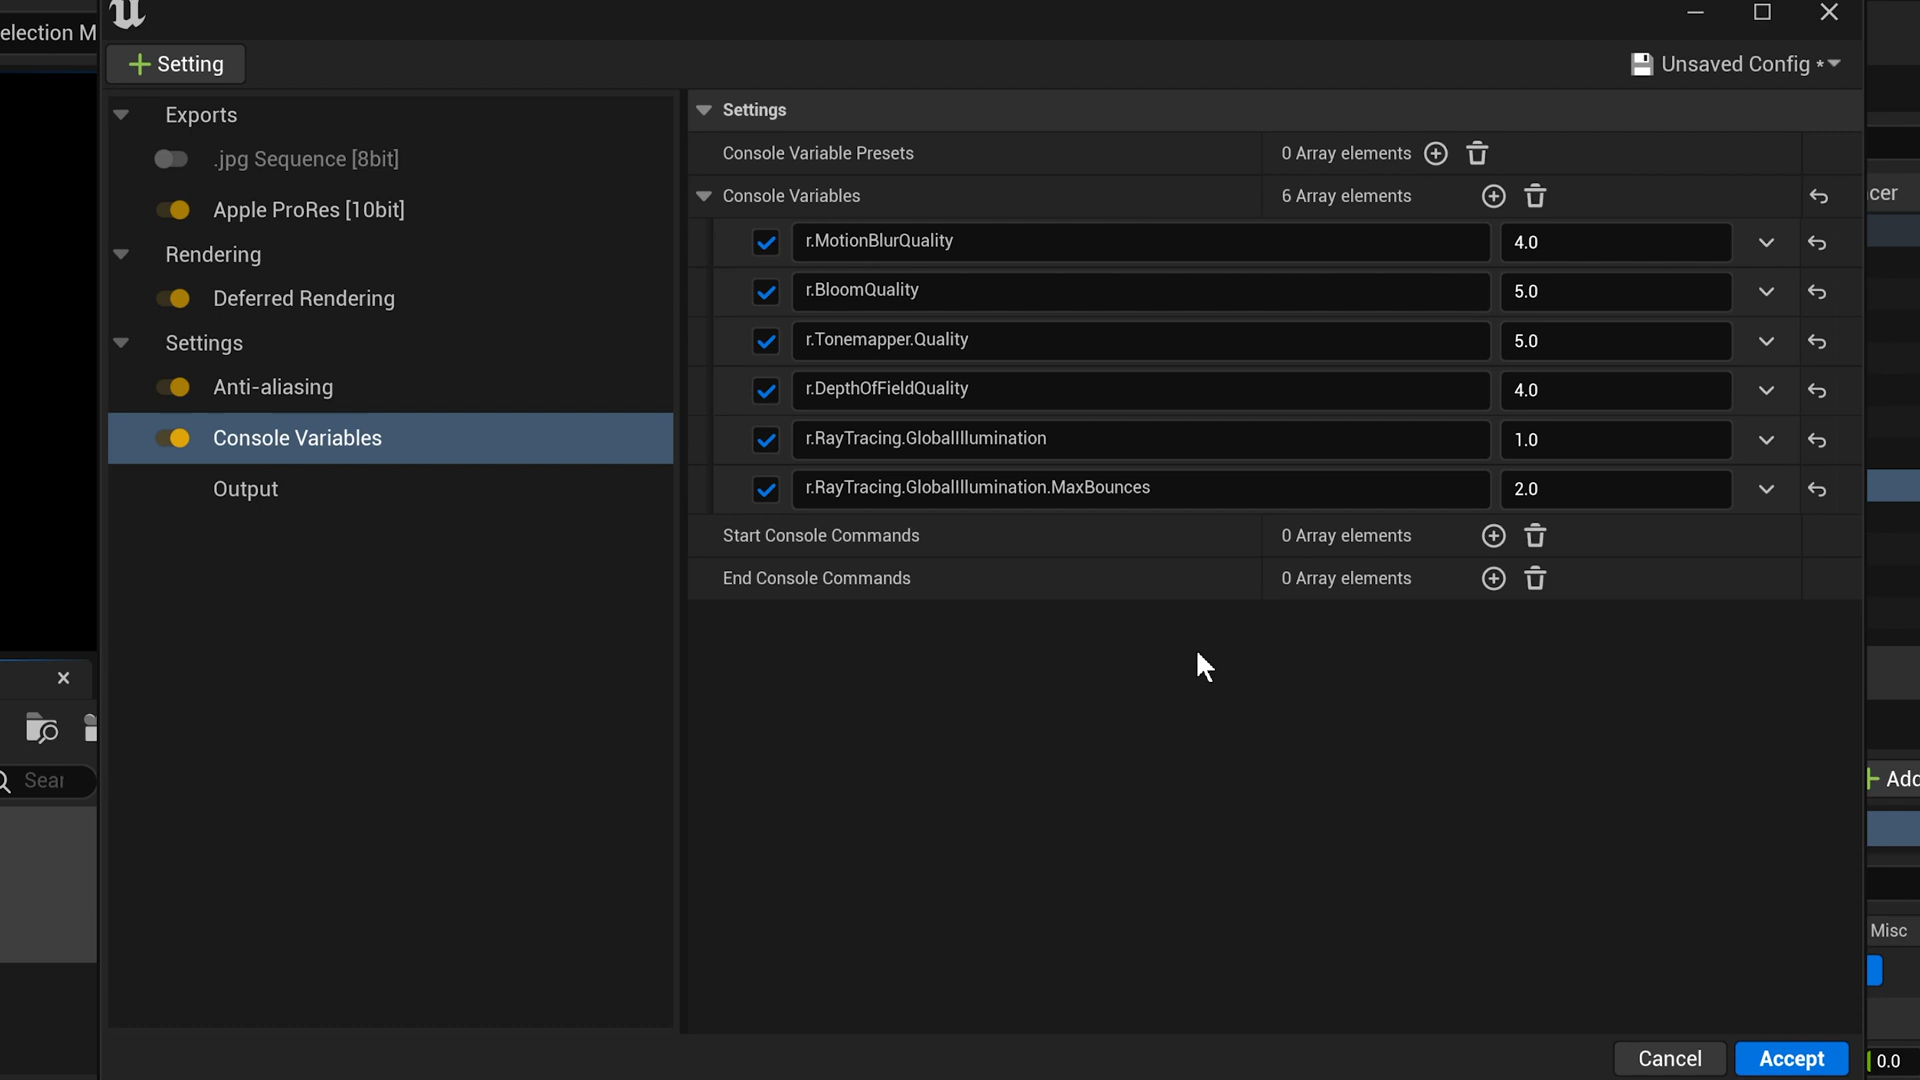 election M
Setting
Unsaved Config *
Exports
.jpg Sequence [8bit]
Apple ProRes [10bit]
Rendering
Deferred Rendering
Settings
Anti-aliasing
Console Variables
Output
Settings
Console Variable Presets
0 Array elements
Console Variables
6 Array elements
r.MotionBlurQuality
4.0
r.BloomQuality
5.0
r.Tonemapper.Quality
5.0
r.DepthOfFieldQuality
4.0
r.RayTracing.GlobalIllumination
1.0
r.RayTracing.GlobalIllumination.MaxBounces
2.0
Start Console Commands
0 Array elements
End Console Commands
0 Array elements
Cancel
Accept
Sear
cer
Add
Misc
0.0